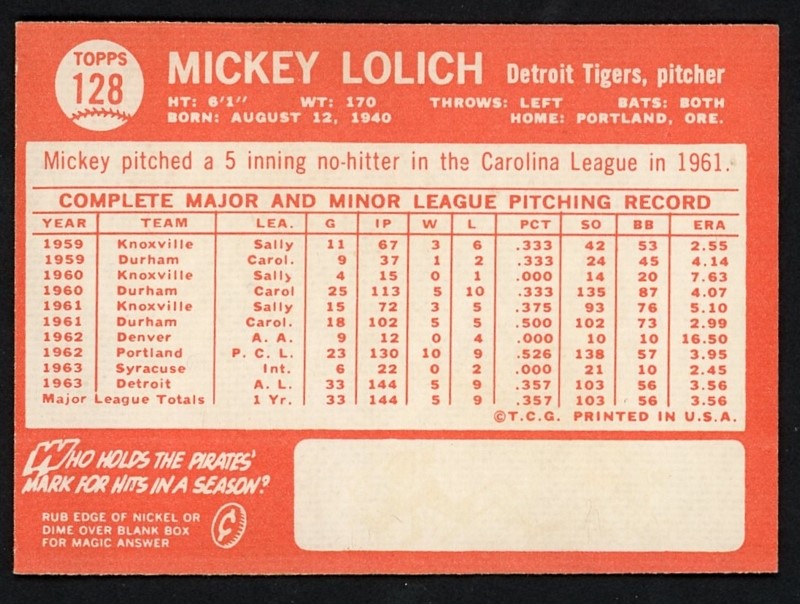 TOPPS
128
MICKEY LOLICH Detroit Tigers, pitcher
HT: 6'1" WT: 170 THROWS: LEFT BATS: BOTH
BORN: AUGUST 12, 1940 HOME: PORTLAND, ORE.
Mickey pitched a 5 inning no-hitter in the Carolina League in 1961.
COMPLETE MAJOR AND MINOR LEAGUE PITCHING RECORD
YEAR TEAM LEA. G IP W L PCT SO BB ERA
1959 Knoxville Sally 11 67 3 6 .333 42 53 2.55
1959 Durham Carol. 9 37 1 2 .333 24 45 4.14
1960 Knoxville Sally 4 15 0 1 .000 14 20 7.63
1960 Durham Carol 25 113 5 10 .333 135 87 4.07
1961 Knoxville Sally 15 72 3 5 .375 93 76 5.10
1961 Durham Carol. 18 102 5 5 .500 102 73 2.99
1962 Denver A. A. 9 12 0 4 .000 10 10 16.50
1962 Portland P. C. L. 23 130 10 9 .526 138 57 3.95
1963 Syracuse Int. 6 22 0 2 .000 21 10 2.45
1963 Detroit A. L. 33 144 5 9 .357 103 56 3.56
Major League Totals 1 Yr. 33 144 5 9 .357 103 56 3.56
©T.C.G. PRINTED IN U.S.A.
WHO HOLDS THE PIRATES'
MARK FOR HITS IN A SEASON?
RUB EDGE OF NICKEL OR
DIME OVER BLANK BOX
FOR MAGIC ANSWER
¢